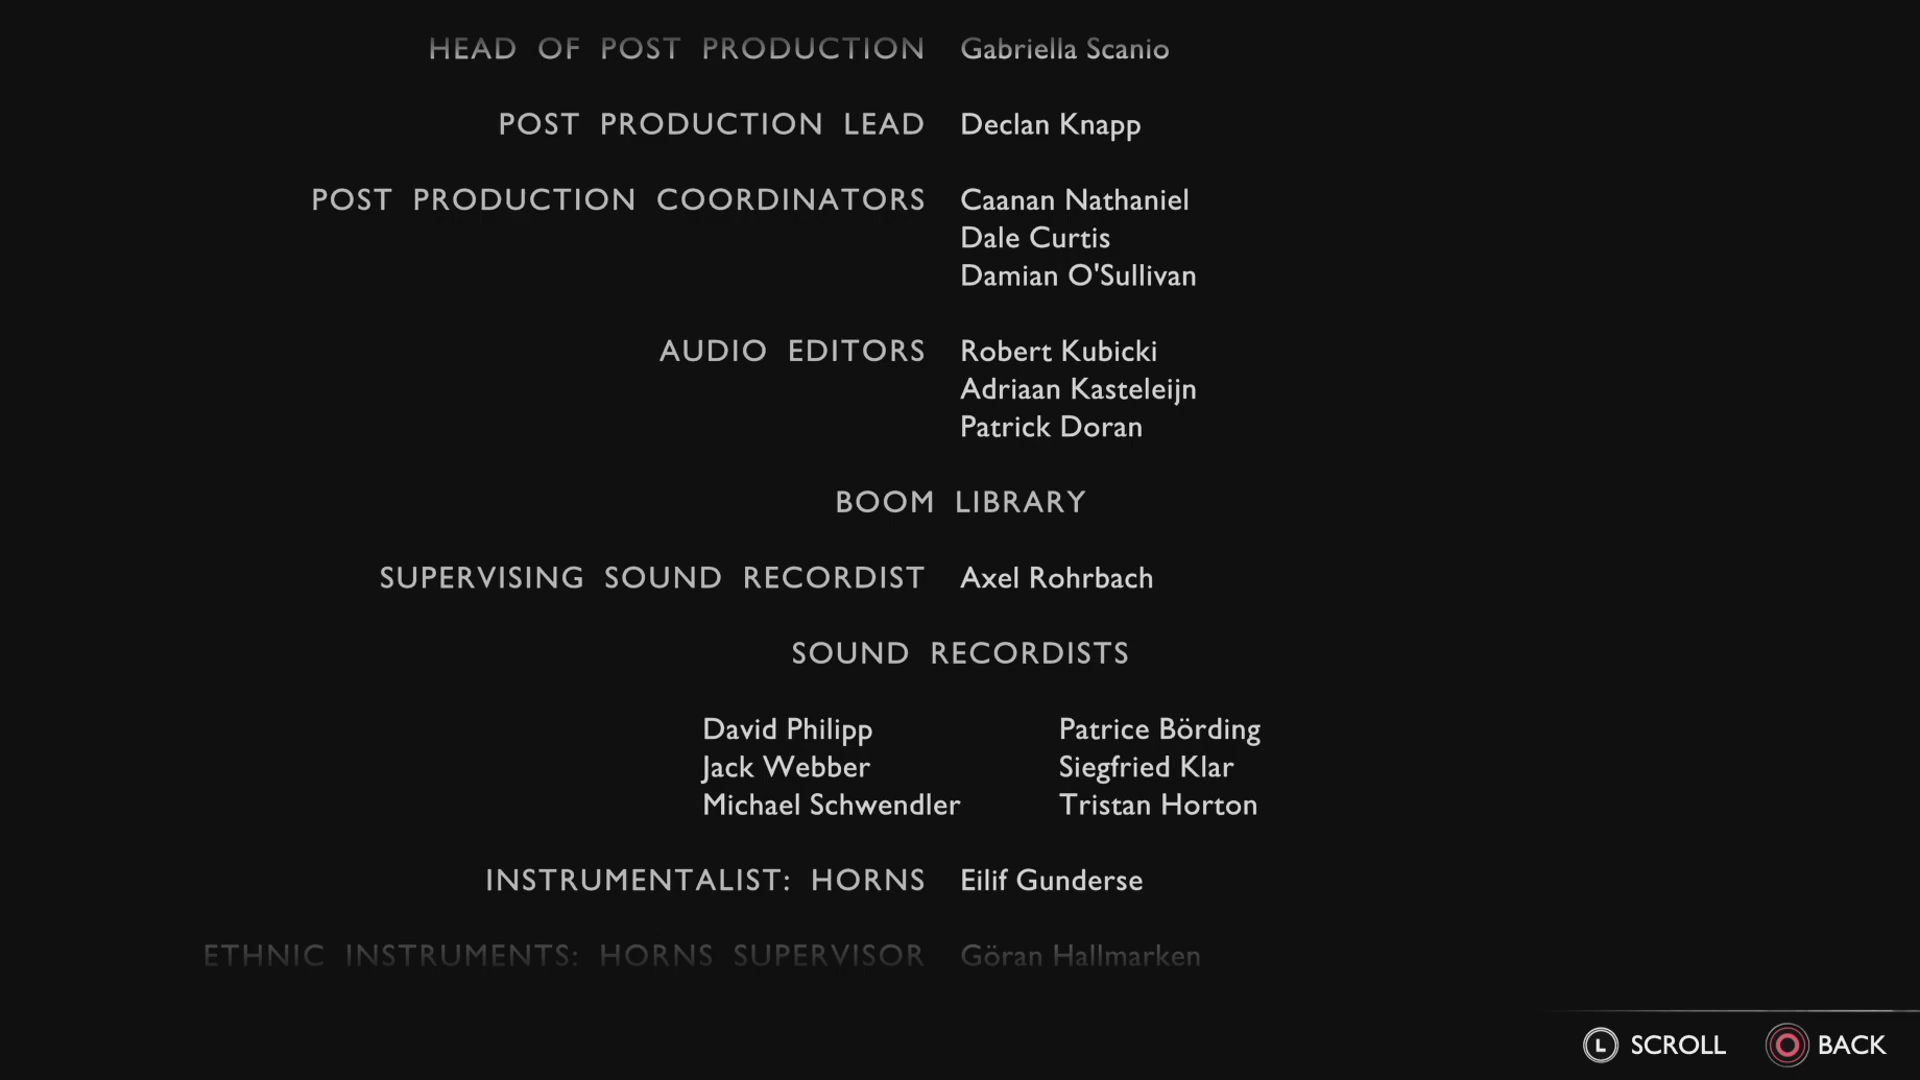 HEAD OF POST PRODUCTION Gabriella Scanio
POST PRODUCTION LEAD Declan Knapp
POST PRODUCTION COORDINATORS Caanan Nathaniel
Dale Curtis
Damian O'Sullivan
AUDIO EDITORS Robert Kubicki
Adriaan Kasteleijn
Patrick Doran
BOOM LIBRARY
SUPERVISING SOUND RECORDIST Axel Rohrbach
SOUND RECORDISTS
David Philipp Patrice Börding
Jack Webber Siegfried Klar
Michael Schwendler Tristan Horton
INSTRUMENTALIST: HORNS Eilif Gunderse
ETHNIC INSTRUMENTS: HORNS SUPERVISOR Göran Hallmarken
L SCROLL BACK